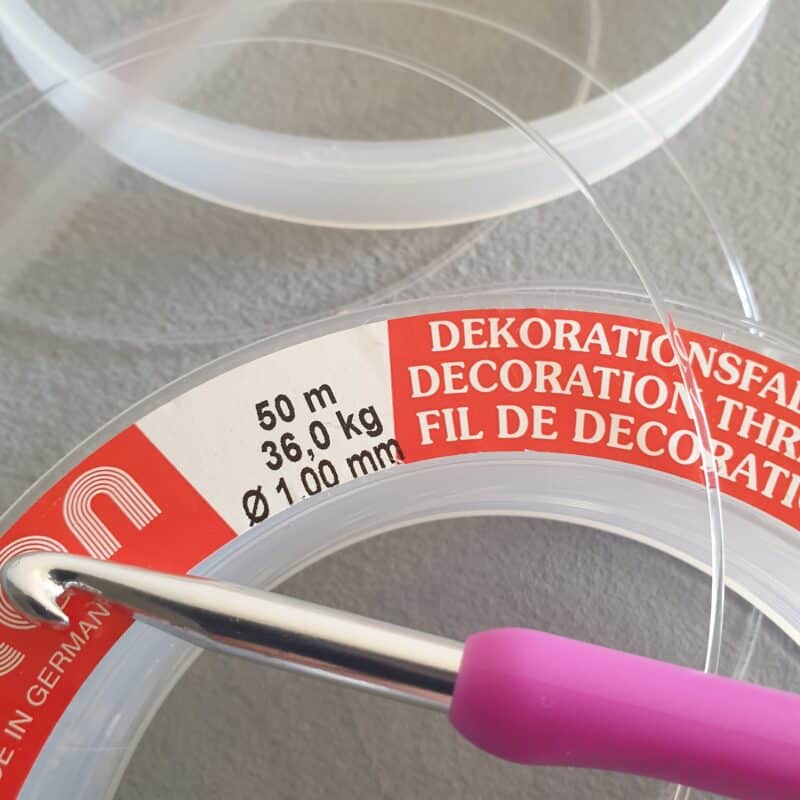 50 m
36,0 kg
Ø 1,00 mm
DEKORATIONSFA
DECORATION THR
FIL DE DECORATI
IN GERMAN